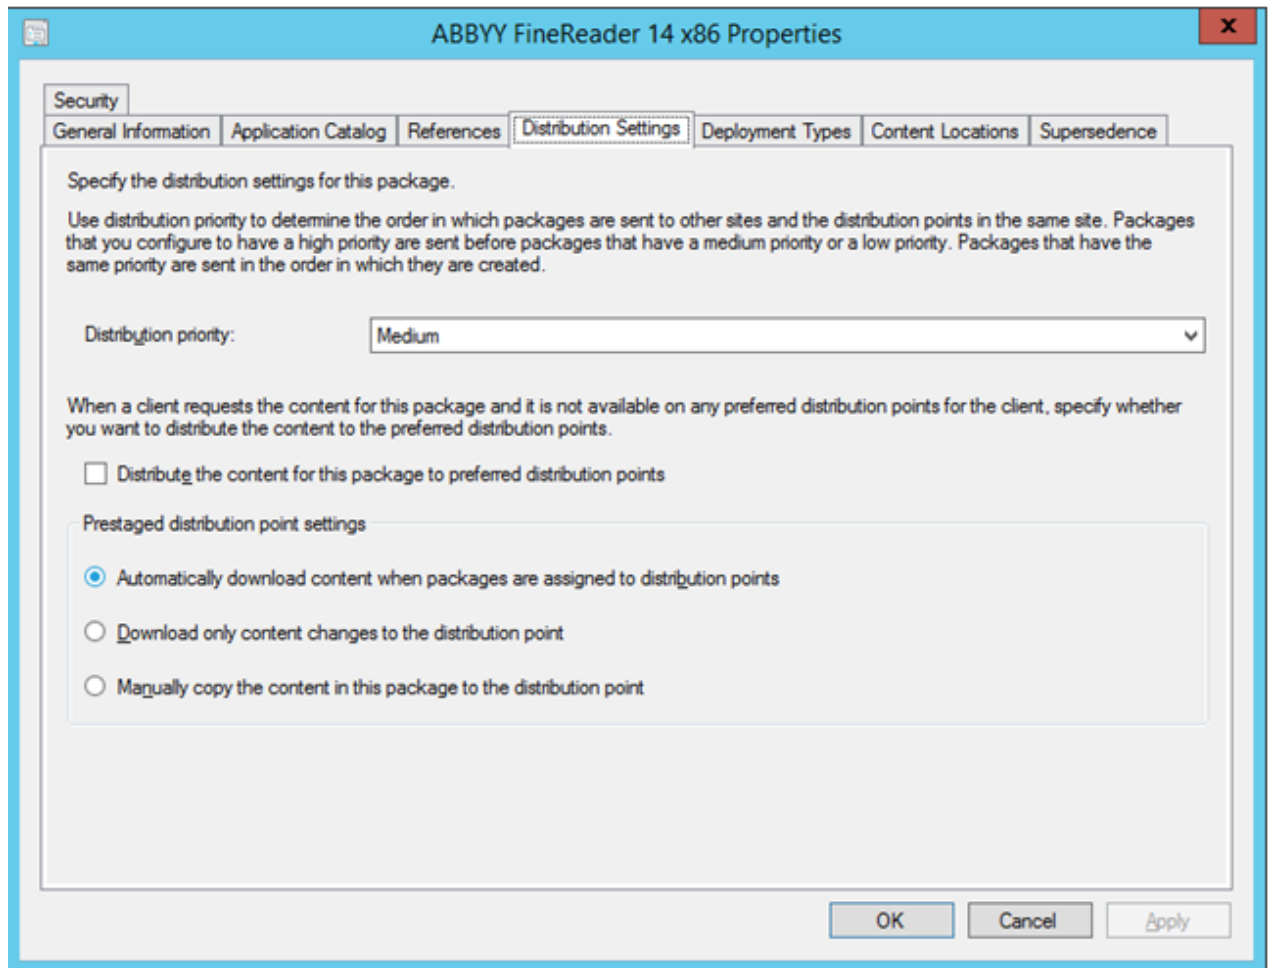 ABBYY FineReader 14 x86 Properties
x
Security
General Information Application Catalog References Distribution Settings Deployment Types Content Locations Supersedence
Specify the distribution settings for this package.
Use distribution priority to determine the order in which packages are sent to other sites and the distribution points in the same site. Packages
that you configure to have a high priority are sent before packages that have a medium priority or a low priority. Packages that have the
same priority are sent in the order in which they are created.
Distribution priority: Medium
When a client requests the content for this package and it is not available on any preferred distribution points for the client, specify whether
you want to distribute the content to the preferred distribution points.
Distribute the content for this package to preferred distribution points
Prestaged distribution point settings
Automatically download content when packages are assigned to distribution points
Download only content changes to the distribution point
Manually copy the content in this package to the distribution point
OK Cancel Apply